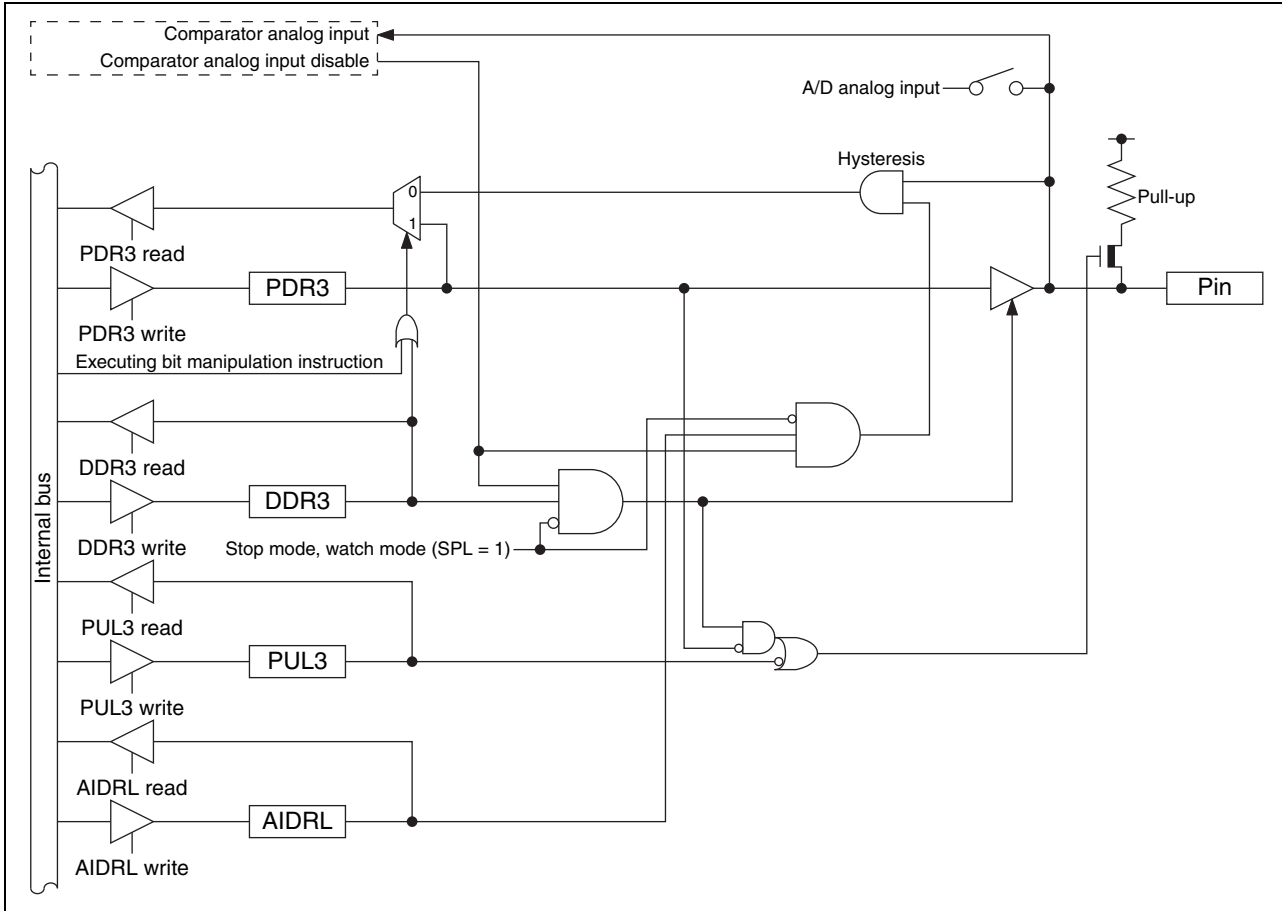 Comparator analog input
Comparator analog input disable
A/D analog input
Hysteresis
0
1
Pull-up
PDR3 read
PDR3
Pin
PDR3 write
Executing bit manipulation instruction
DDR3 read
DDR3
DDR3 write
Stop mode, watch mode (SPL = 1)
Internal bus
PUL3 read
PUL3
PUL3 write
AIDRL read
AIDRL
AIDRL write